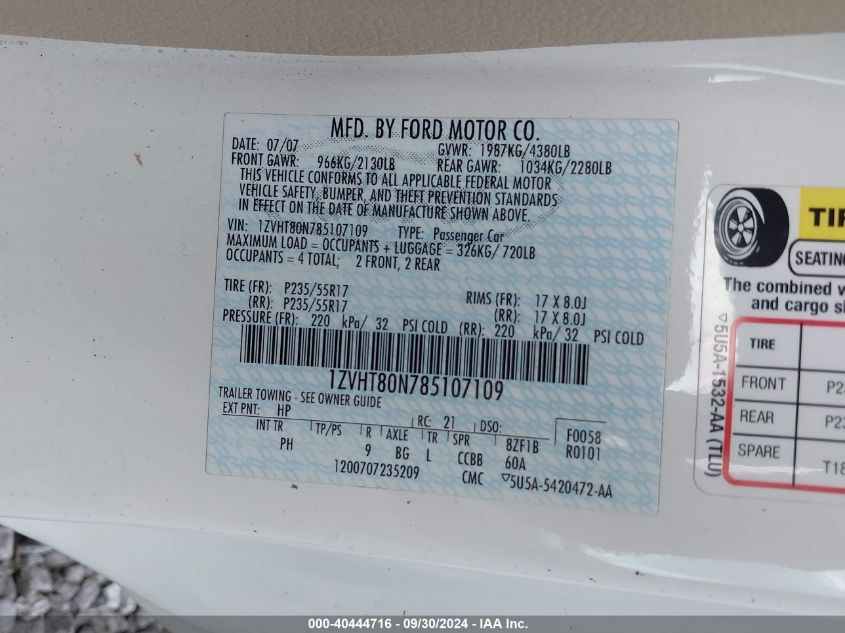 MFD. BY FORD MOTOR CO.
DATE: 07/07 GVWR: 1987KG/4380LB
FRONT GAWR: 966KG/2130LB REAR GAWR: 1034KG/2280LB
THIS VEHICLE CONFORMS TO ALL APPLICABLE FEDERAL MOTOR
VEHICLE SAFETY, BUMPER, AND THEFT PREVENTION STANDARDS
IN EFFECT ON THE DATE OF MANUFACTURE SHOWN ABOVE.
VIN: 1ZVHT80N785107109 TYPE: Passenger Car
MAXIMUM LOAD = OCCUPANTS + LUGGAGE = 326KG/ 720LB
OCCUPANTS = 4 TOTAL; 2 FRONT, 2 REAR
TIRE (FR): P235/55R17 RIMS (FR): 17 X 8.0J
(RR): P235/55R17 (RR): 17 X 8.0J
PRESSURE (FR): 220 kPa/ 32 PSI COLD (RR): 220 kPa/ 32 PSI COLD
1ZVHT80N785107109
TRAILER TOWING - SEE OWNER GUIDE
EXT PNT: HP RC: 21 DSO: F0058
INT TR TP/PS R AXLE TR SPR 8ZF1B R0101
PH 9 BG L CCBB 60A
1200707235209 CMC ▽5U5A-5420472-AA
TIR
SEATING
The combined w
and cargo s
TIRE
FRONT P2
REAR P23
SPARE T18
▽5U5A-1532-AA (TLU)
000-40444716 - 09/30/2024 - IAA Inc.